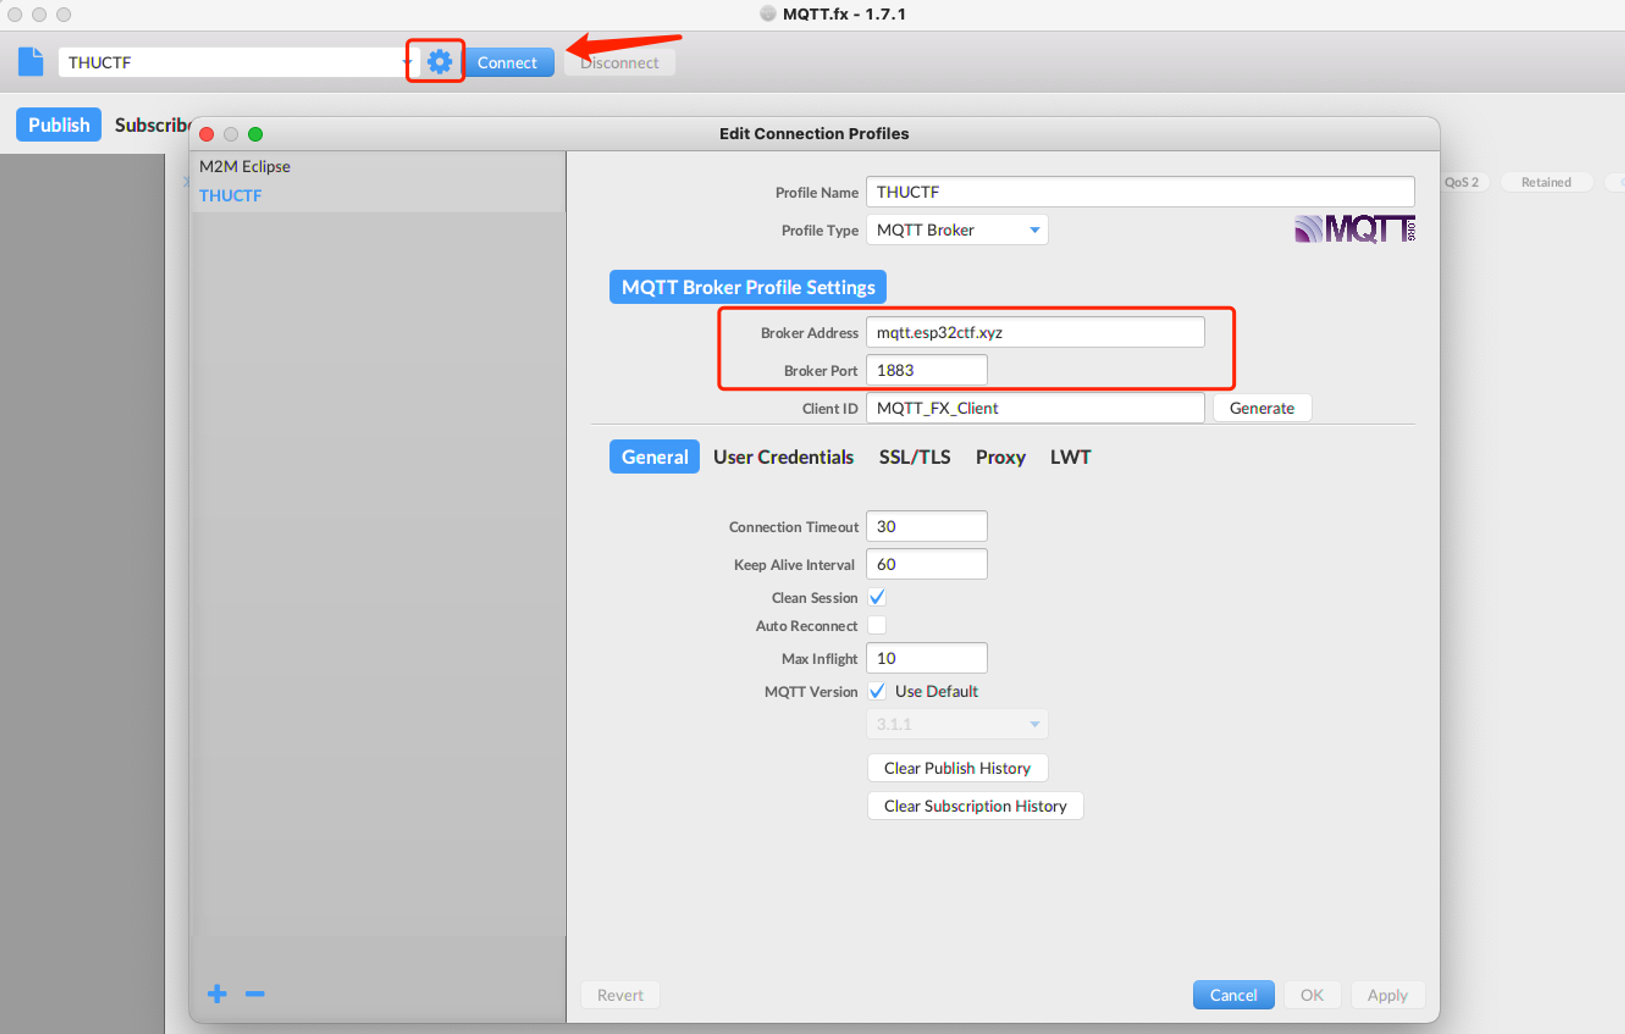 MQTT.fx - 1.7.1
THUCTF
Connect
Disconnect
Publish
Subscribe
Edit Connection Profiles
M2M Eclipse
THUCTF
Profile Name
THUCTF
Profile Type
MQTT Broker
MQTT.ORG
QoS 2
Retained
MQTT Broker Profile Settings
Broker Address
mqtt.esp32ctf.xyz
Broker Port
1883
Client ID
MQTT_FX_Client
Generate
General
User Credentials
SSL/TLS
Proxy
LWT
Connection Timeout
30
Keep Alive Interval
60
Clean Session
Auto Reconnect
Max Inflight
10
MQTT Version
Use Default
3.1.1
Clear Publish History
Clear Subscription History
Revert
Cancel
OK
Apply